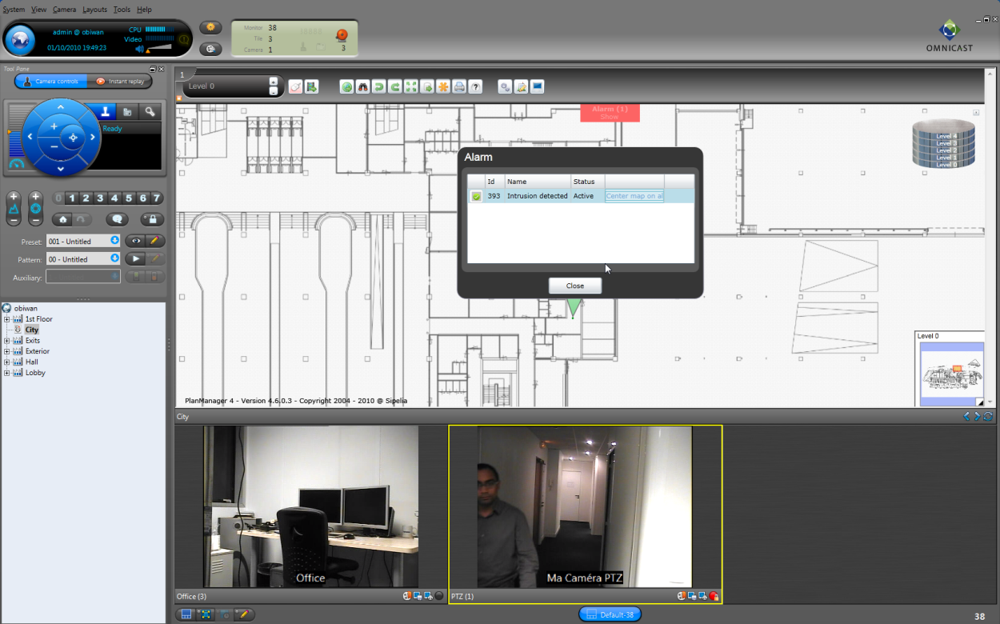 System View Camera Layouts Tools Help
admin @ obiwan
CPU
Video
01/10/2010 19:49:23
Monitor 38
Tile 3
Camera 1
3
OMNICAST
Tool Pane
Camera controls
Instant replay
Ready
0 1 2 3 4 5 6 7
Preset: 001 - Untitled
Pattern: 00 - Untitled
Auxiliary:
obiwan
1st Floor
City
Exits
Exterior
Hall
Lobby
1
Level 0
Alarm (1)
Show
Level 4
Level 3
Level 2
Level 1
Level 0
Alarm
Id Name Status
393 Intrusion detected Active Center map on al
Close
Level 0
PlanManager 4 - Version 4.6.0.3 - Copyright 2004 - 2010 @ Sipelia
City
Office
Ma Caméra PTZ
Office (3)
PTZ (1)
Default-38
38